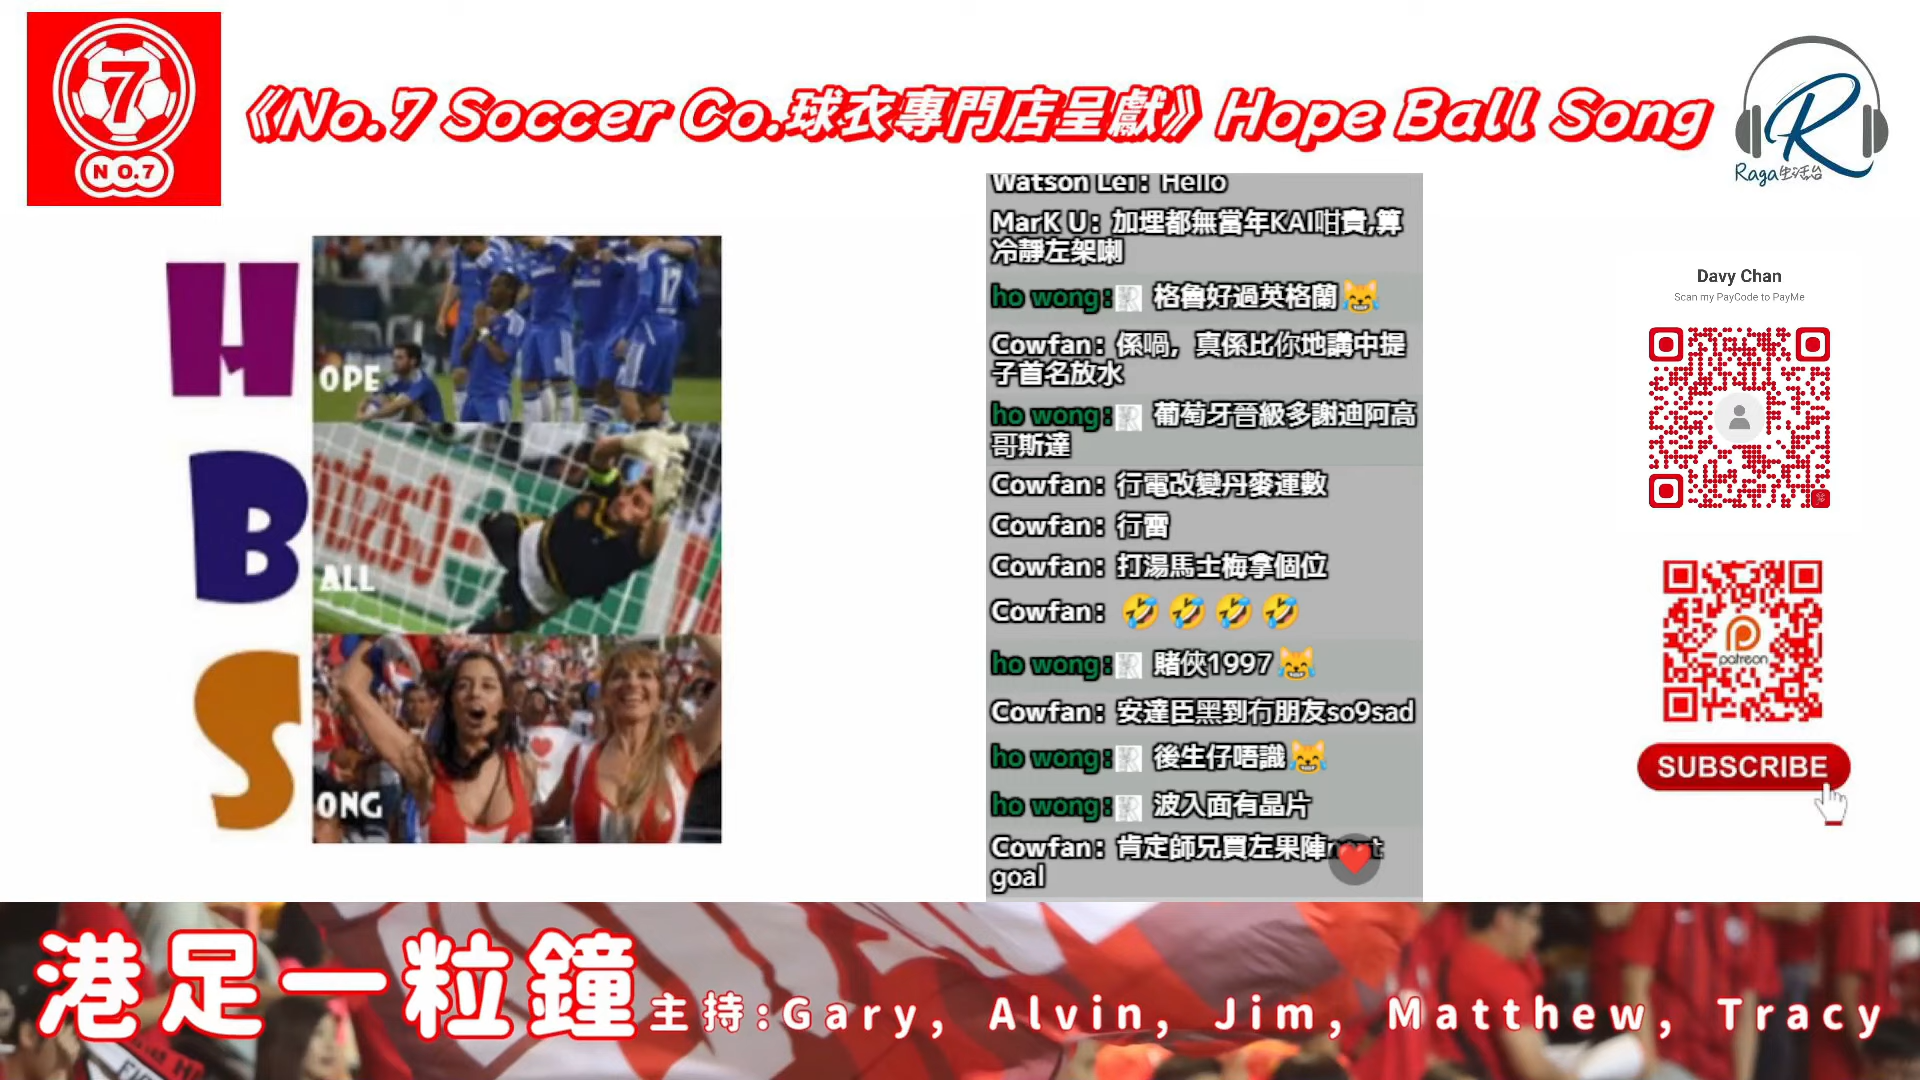 7
NO.7
《No.7 Soccer Co.球衣專門店呈獻》Hope Ball Song
R
Raga生活台
H
OPE
B
ALL
S
ONG
17
Watson Lei: Hello
MarK U: 加埋都無當年KAI咁貴,算
冷靜左架喇
ho wong: 格魯好過英格蘭
Cowfan: 係喎，真係比你地講中提
子首名放水
ho wong: 葡萄牙晉級多謝迪阿高
哥斯達
Cowfan: 行電改變丹麥運數
Cowfan: 行雷
Cowfan: 打湯馬士梅拿個位
Cowfan: 🤣🤣🤣🤣
ho wong: 賭俠1997😹
Cowfan: 安達臣黑到冇朋友so9sad
ho wong: 後生仔唔識😹
ho wong: 波入面有晶片
Cowfan: 肯定師兄買左果陣next
goal
Davy Chan
Scan my PayCode to PayMe
patreon
SUBSCRIBE
港足一粒鐘
主持:Gary, Alvin, Jim, Matthew, Tracy